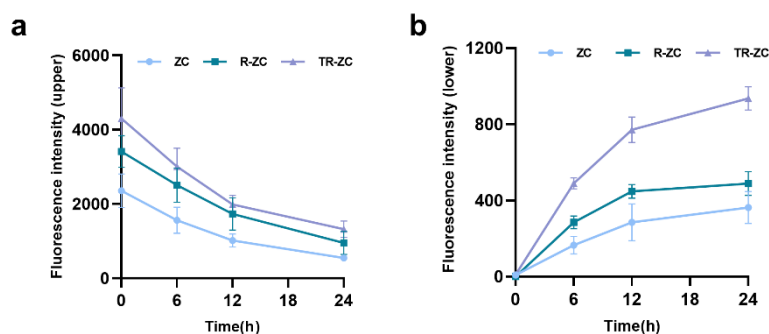 a
ZC R-ZC TR-ZC
Fluorescence intensity (upper)
6000
4000
2000
0
0 6 12 18 24
Time(h)
b
ZC R-ZC TR-ZC
Fluorescence intensity (lower)
1200
800
400
0
0 6 12 18 24
Time(h)